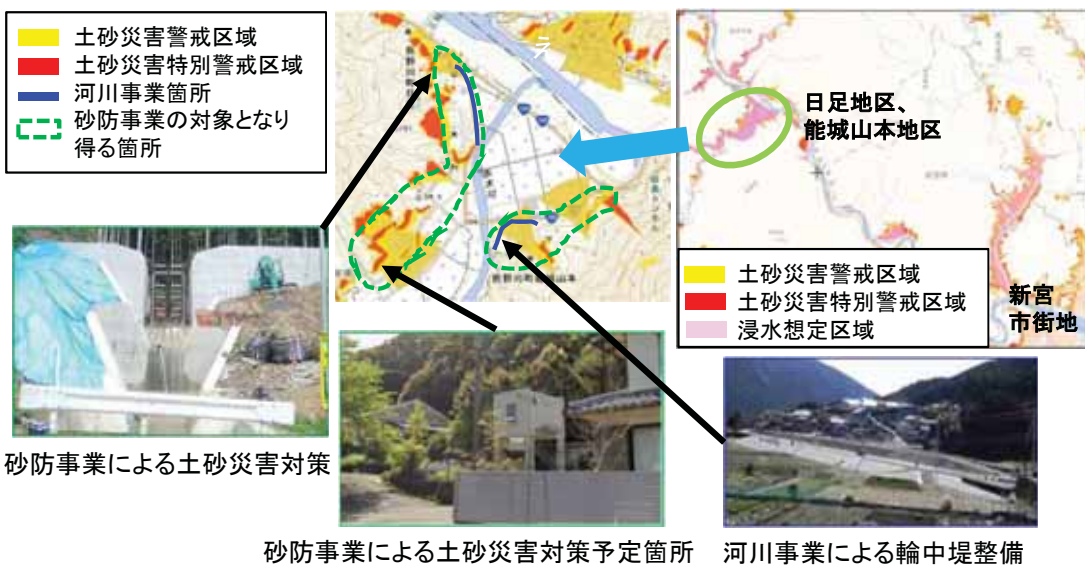 土砂災害警戒区域
土砂災害特別警戒区域
河川事業箇所
砂防事業の対象となり
得る箇所
え
日足地区、
能城山本地区
土砂災害警戒区域
土砂災害特別警戒区域
浸水想定区域
新宮
市街地
砂防事業による土砂災害対策
砂防事業による土砂災害対策予定箇所
河川事業による輪中堤整備